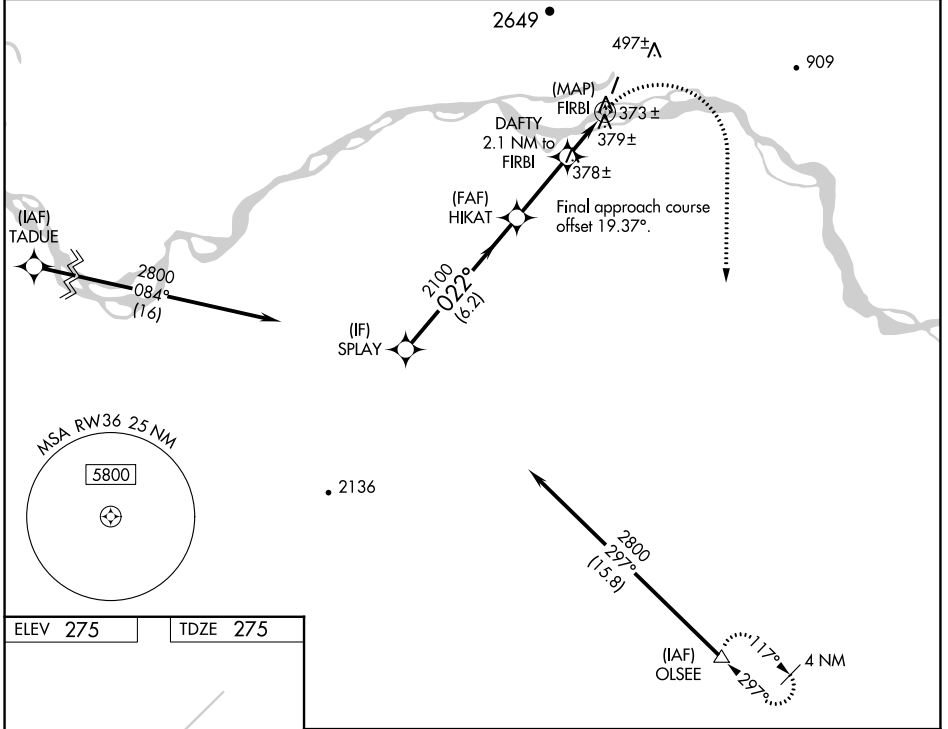 2649
497±
909
(MAP)
FIRBI
373 ±
379±
DAFTY
2.1 NM to
FIRBI
378±
(FAF)
HIKAT
Final approach course
offset 19.37°.
(IAF)
TADUE
2800
084°
(16)
2100
022°
(6.2)
(IF)
SPLAY
MSA RW36 25 NM
5800
2136
2800
297°
(15.8)
(IAF)
OLSEE
117°
297°
4 NM
ELEV 275
TDZE 275